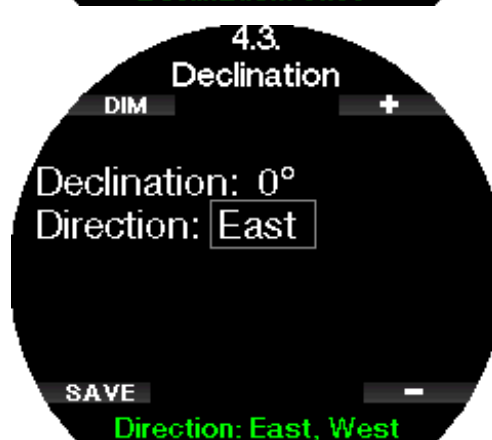 4.3.
Declination
DIM +
Declination: 0°
Direction: East
SAVE -
Direction: East, West